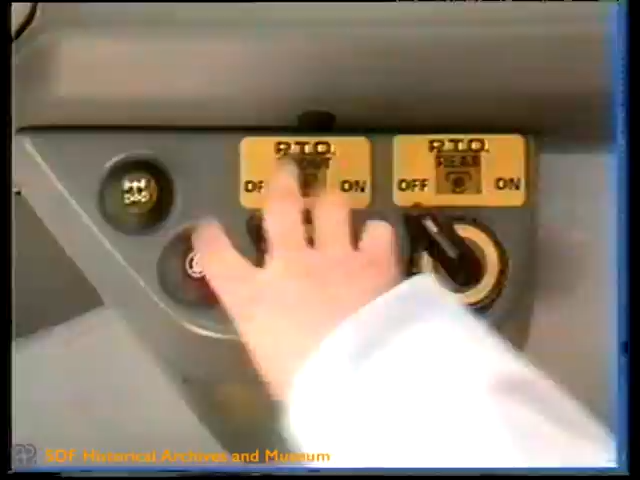 P.T.O.
OFF ON
P.T.O.
REAR
OFF ON
SDF Historical Archives and Museum